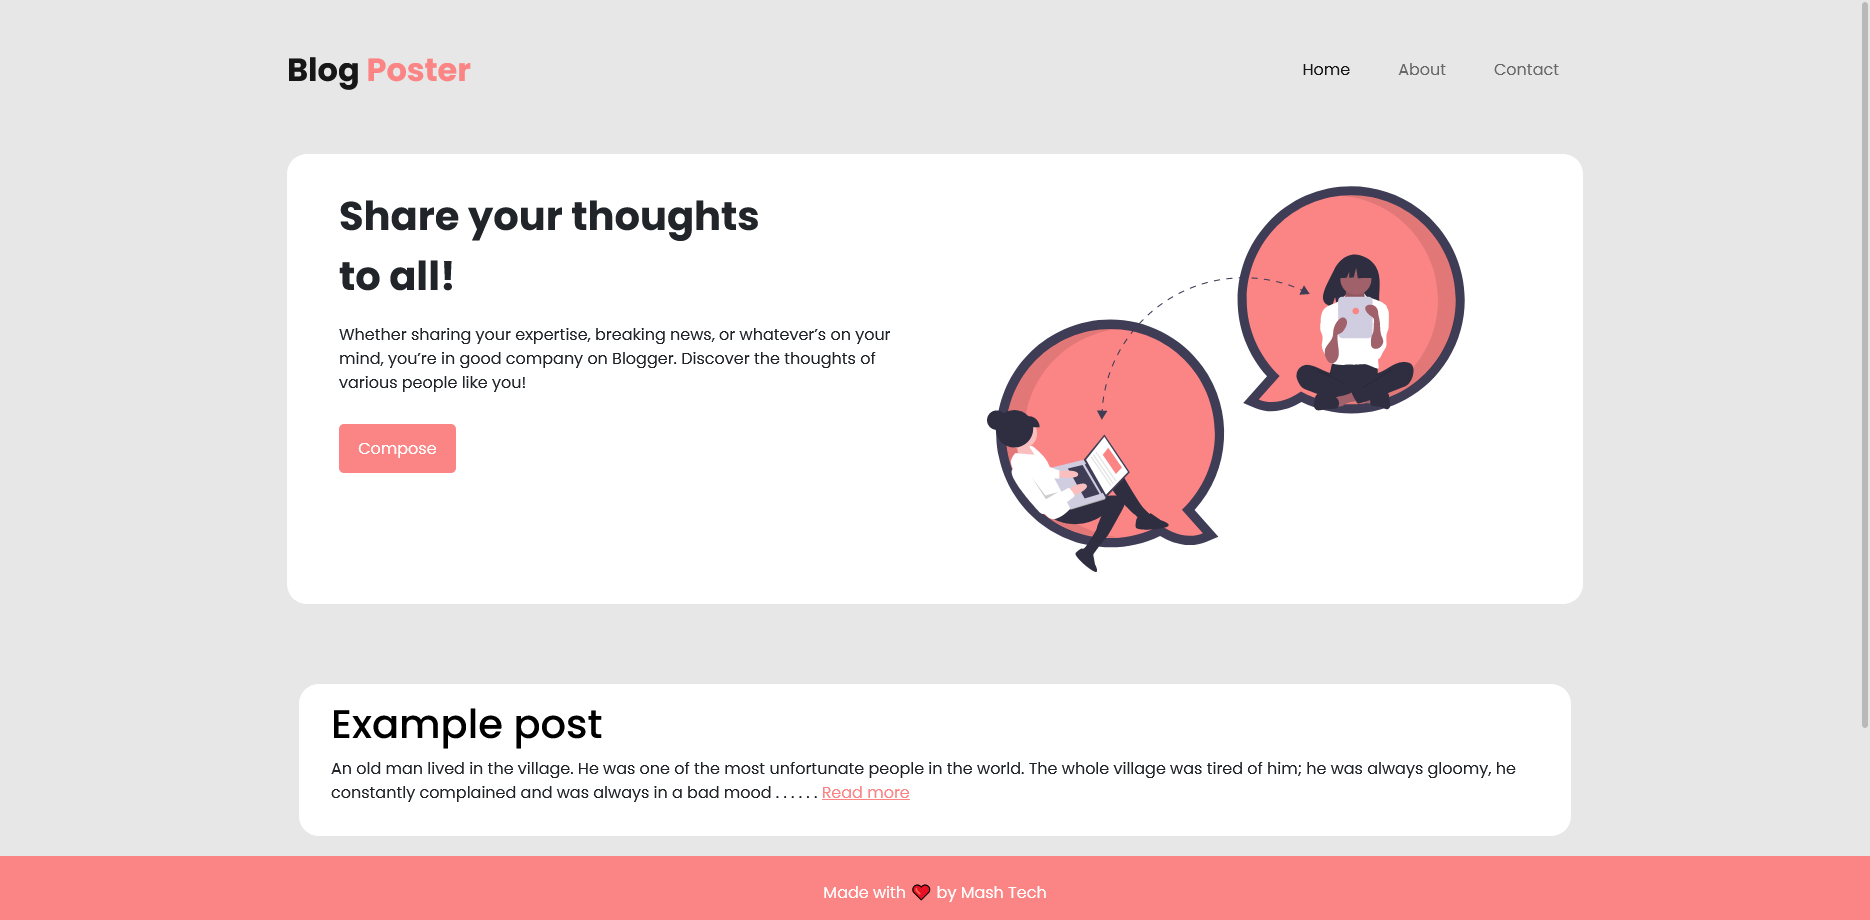 Blog Poster
Home
About
Contact
Share your thoughts
to all!
Whether sharing your expertise, breaking news, or whatever’s on your
mind, you’re in good company on Blogger. Discover the thoughts of
various people like you!
Compose
Example post
An old man lived in the village. He was one of the most unfortunate people in the world. The whole village was tired of him; he was always gloomy, he
constantly complained and was always in a bad mood . . . . . . Read more
Made with ❤️ by Mash Tech